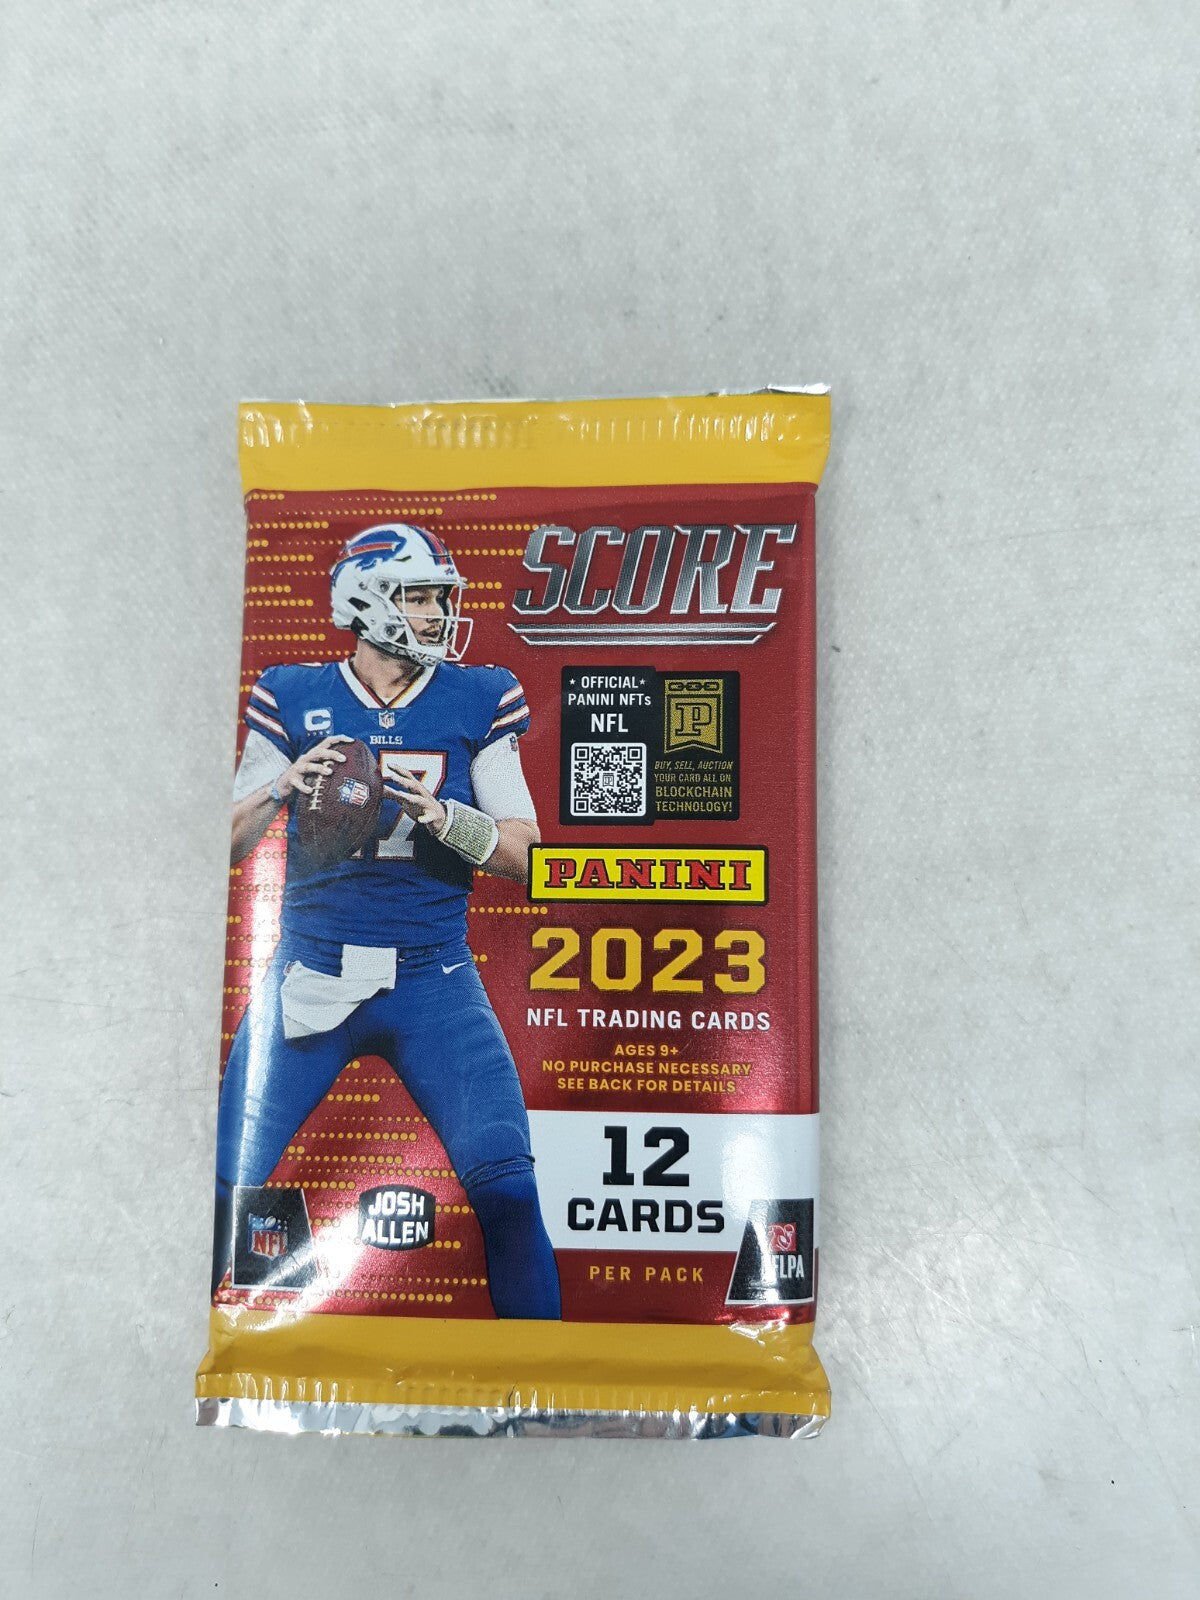 SCORE
★ OFFICIAL ★
PANINI NFTs
NFL
P
BUY, SELL, AUCTION
YOUR CARD ALL ON
BLOCKCHAIN
TECHNOLOGY!
C
BILLS
17
PANINI
2023
NFL TRADING CARDS
AGES 9+
NO PURCHASE NECESSARY
SEE BACK FOR DETAILS
12
CARDS
PER PACK
JOSH
ALLEN
NFL
NFLPA